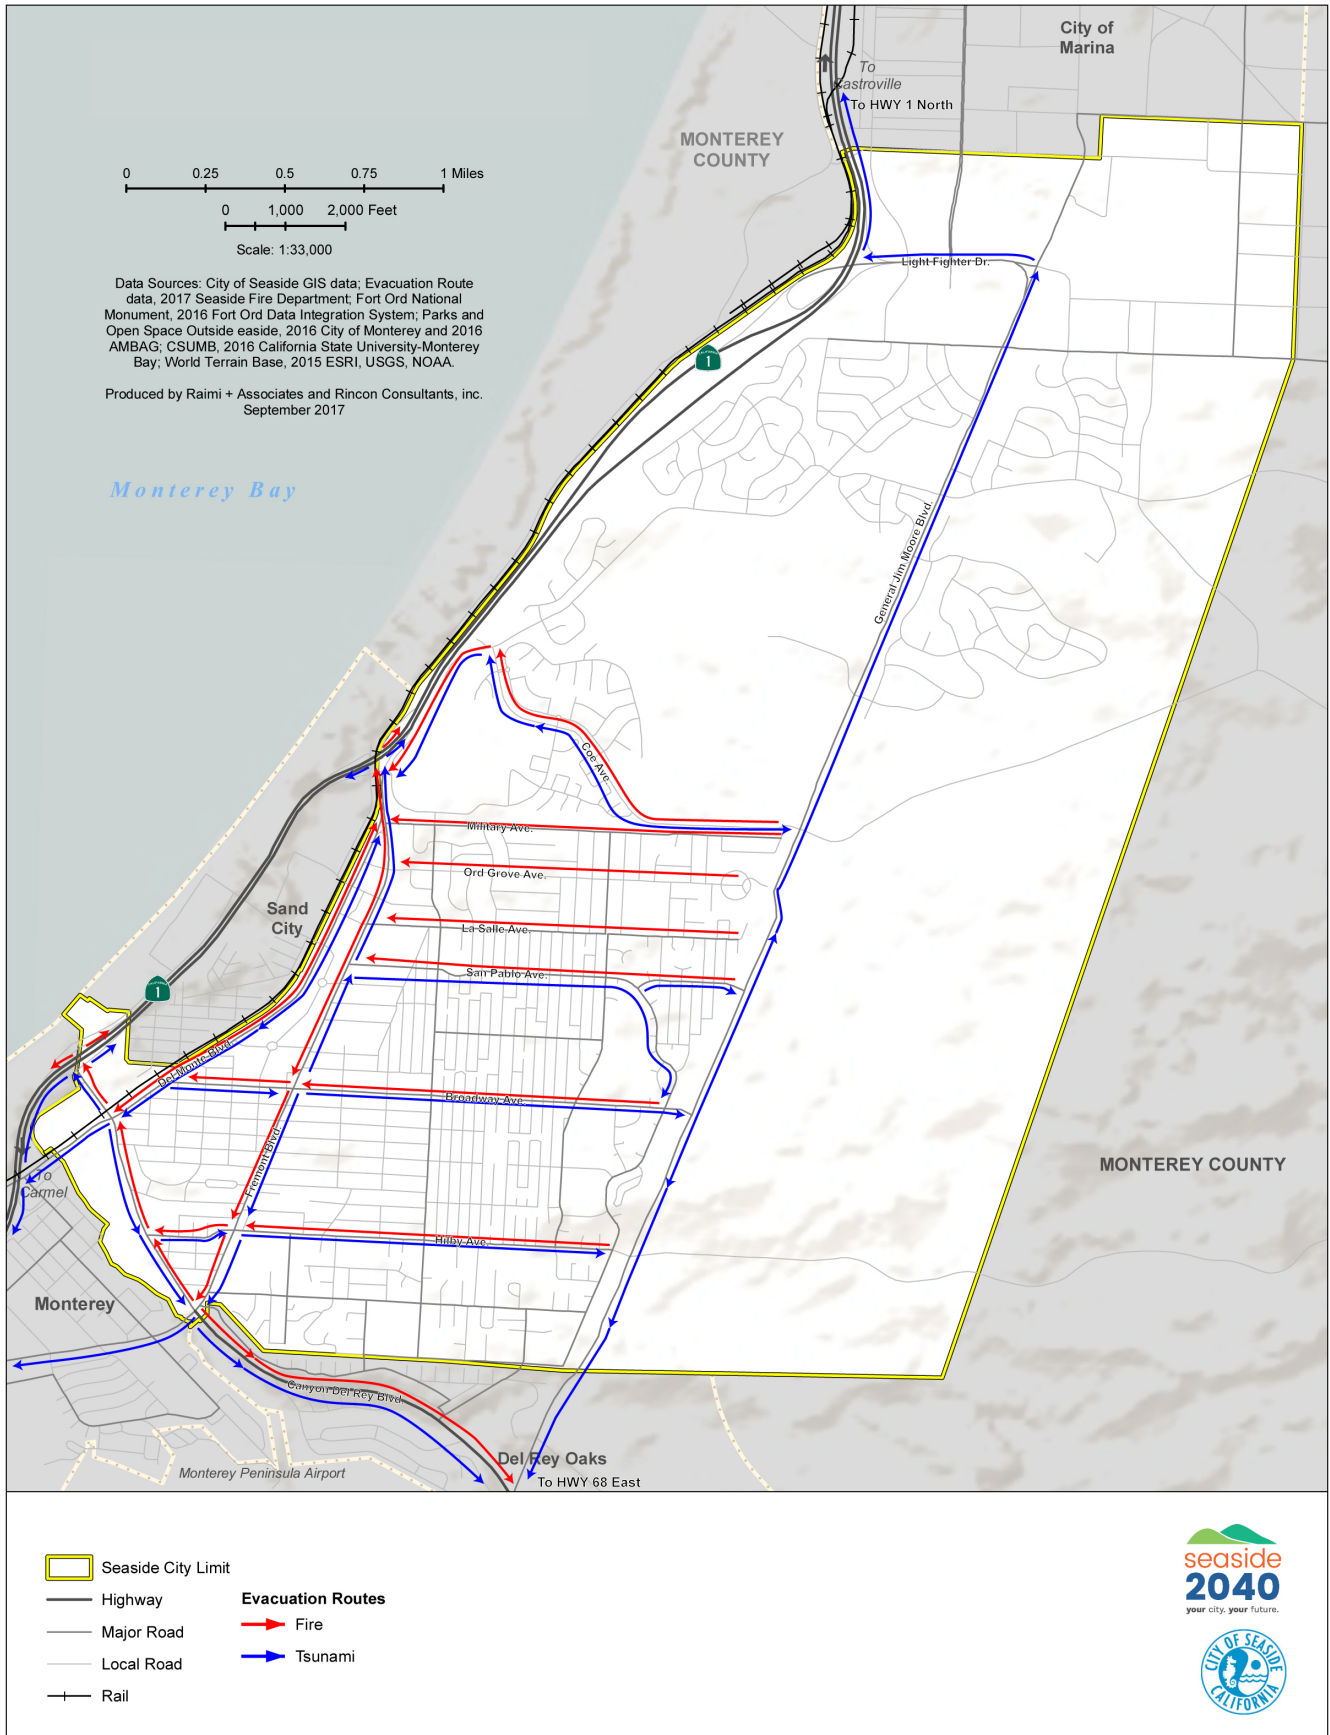 City of
Marina
To
Castroville
To HWY 1 North
MONTEREY
COUNTY
0 0.25 0.5 0.75 1 Miles
0 1,000 2,000 Feet
Scale: 1:33,000
Data Sources: City of Seaside GIS data; Evacuation Route
data, 2017 Seaside Fire Department; Fort Ord National
Monument, 2016 Fort Ord Data Integration System; Parks and
Open Space Outside easide, 2016 City of Monterey and 2016
AMBAG; CSUMB, 2016 California State University-Monterey
Bay; World Terrain Base, 2015 ESRI, USGS, NOAA.
Produced by Raimi + Associates and Rincon Consultants, inc.
September 2017
Light Fighter Dr.
CALIFORNIA
1
Monterey Bay
General Jim Moore Blvd.
Coe Ave.
Military Ave.
Ord Grove Ave.
Sand
City
La Salle Ave.
San Pablo Ave.
CALIFORNIA
1
Del Monte Blvd.
Broadway Ave.
Fremont Blvd.
To
Carmel
MONTEREY COUNTY
Hilby Ave.
Monterey
Canyon Del Rey Blvd.
Del Rey Oaks
Monterey Peninsula Airport
To HWY 68 East
Seaside City Limit
Highway
Major Road
Local Road
Rail
Evacuation Routes
Fire
Tsunami
seaside
2040
your city. your future.
CITY OF SEASIDE
CALIFORNIA